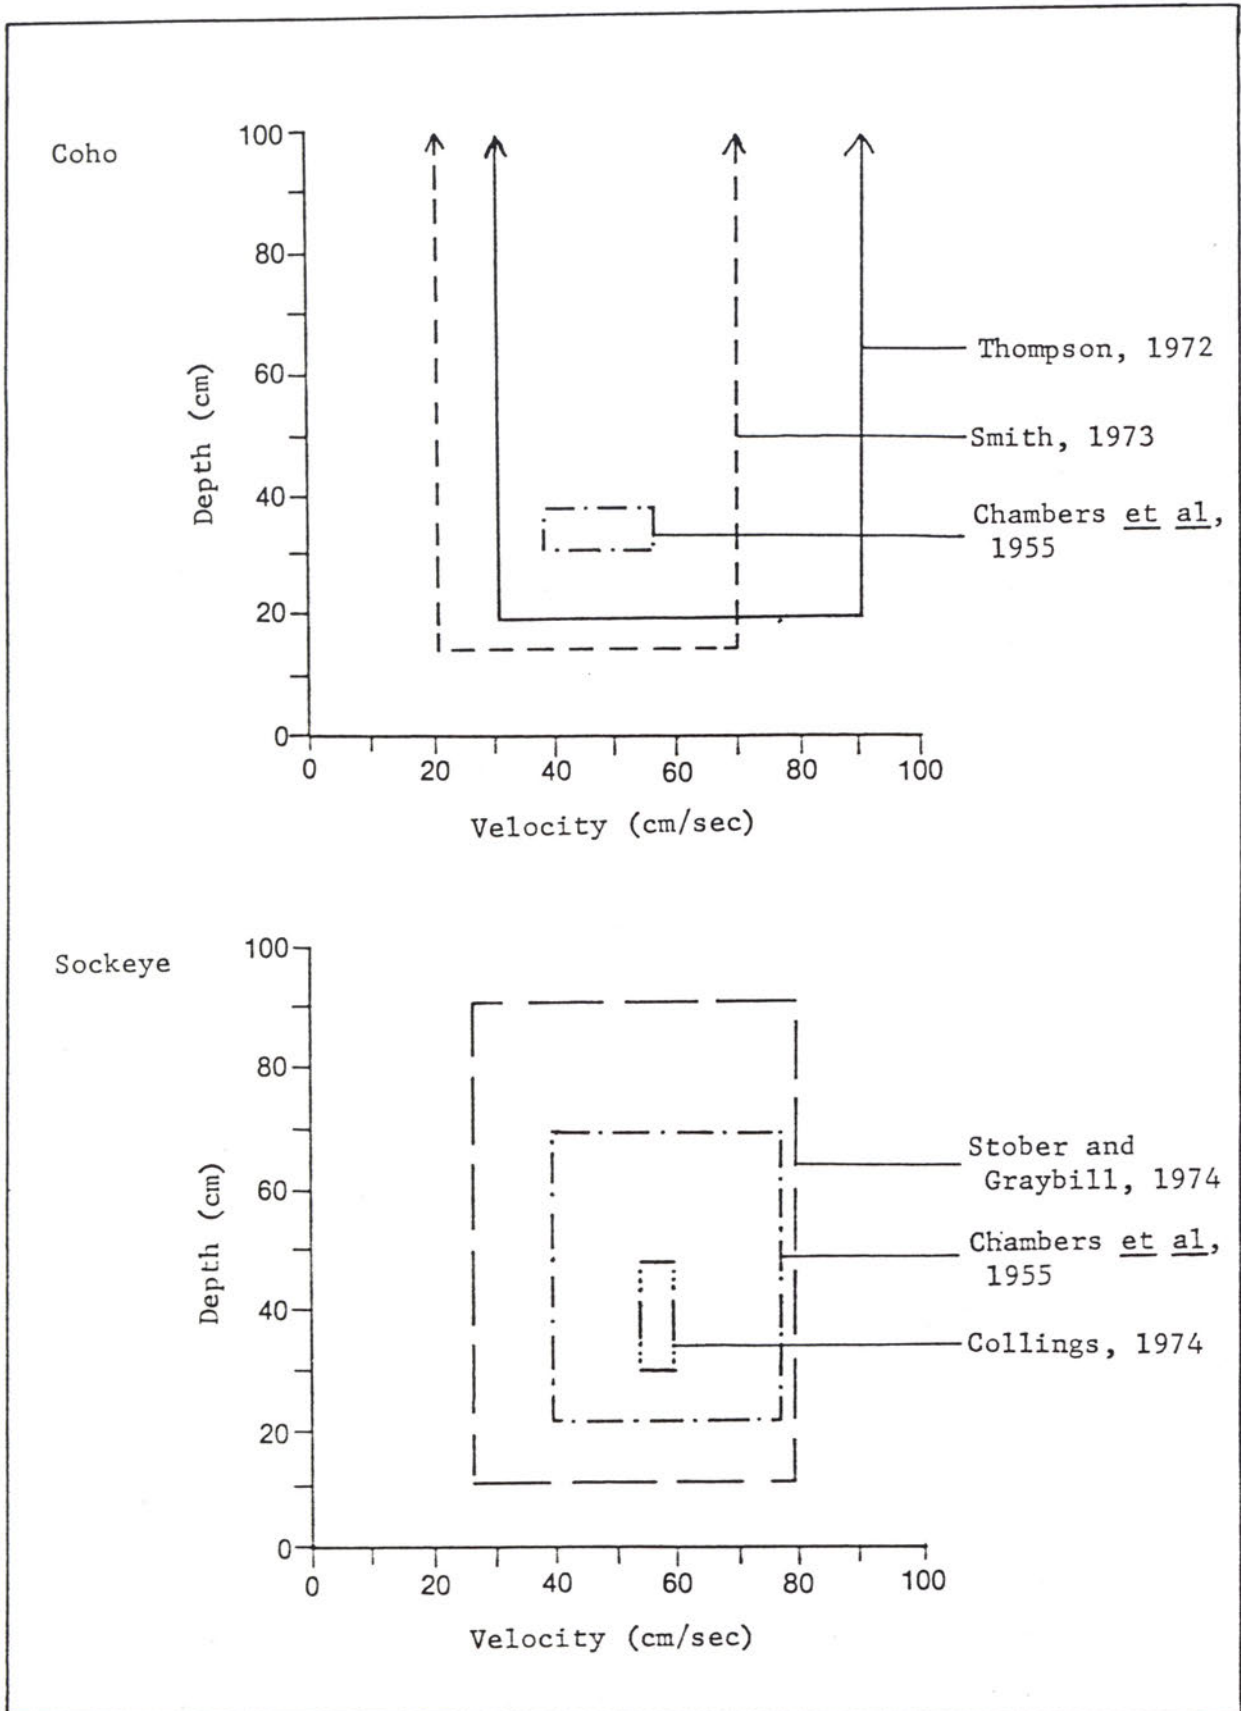 Coho
100
80
60
40
20
0
Depth (cm)
0 20 40 60 80 100
Velocity (cm/sec)
Thompson, 1972
Smith, 1973
Chambers et al,
1955
Sockeye
100
80
60
40
20
0
Depth (cm)
0 20 40 60 80 100
Velocity (cm/sec)
Stober and
Graybill, 1974
Chambers et al,
1955
Collings, 1974